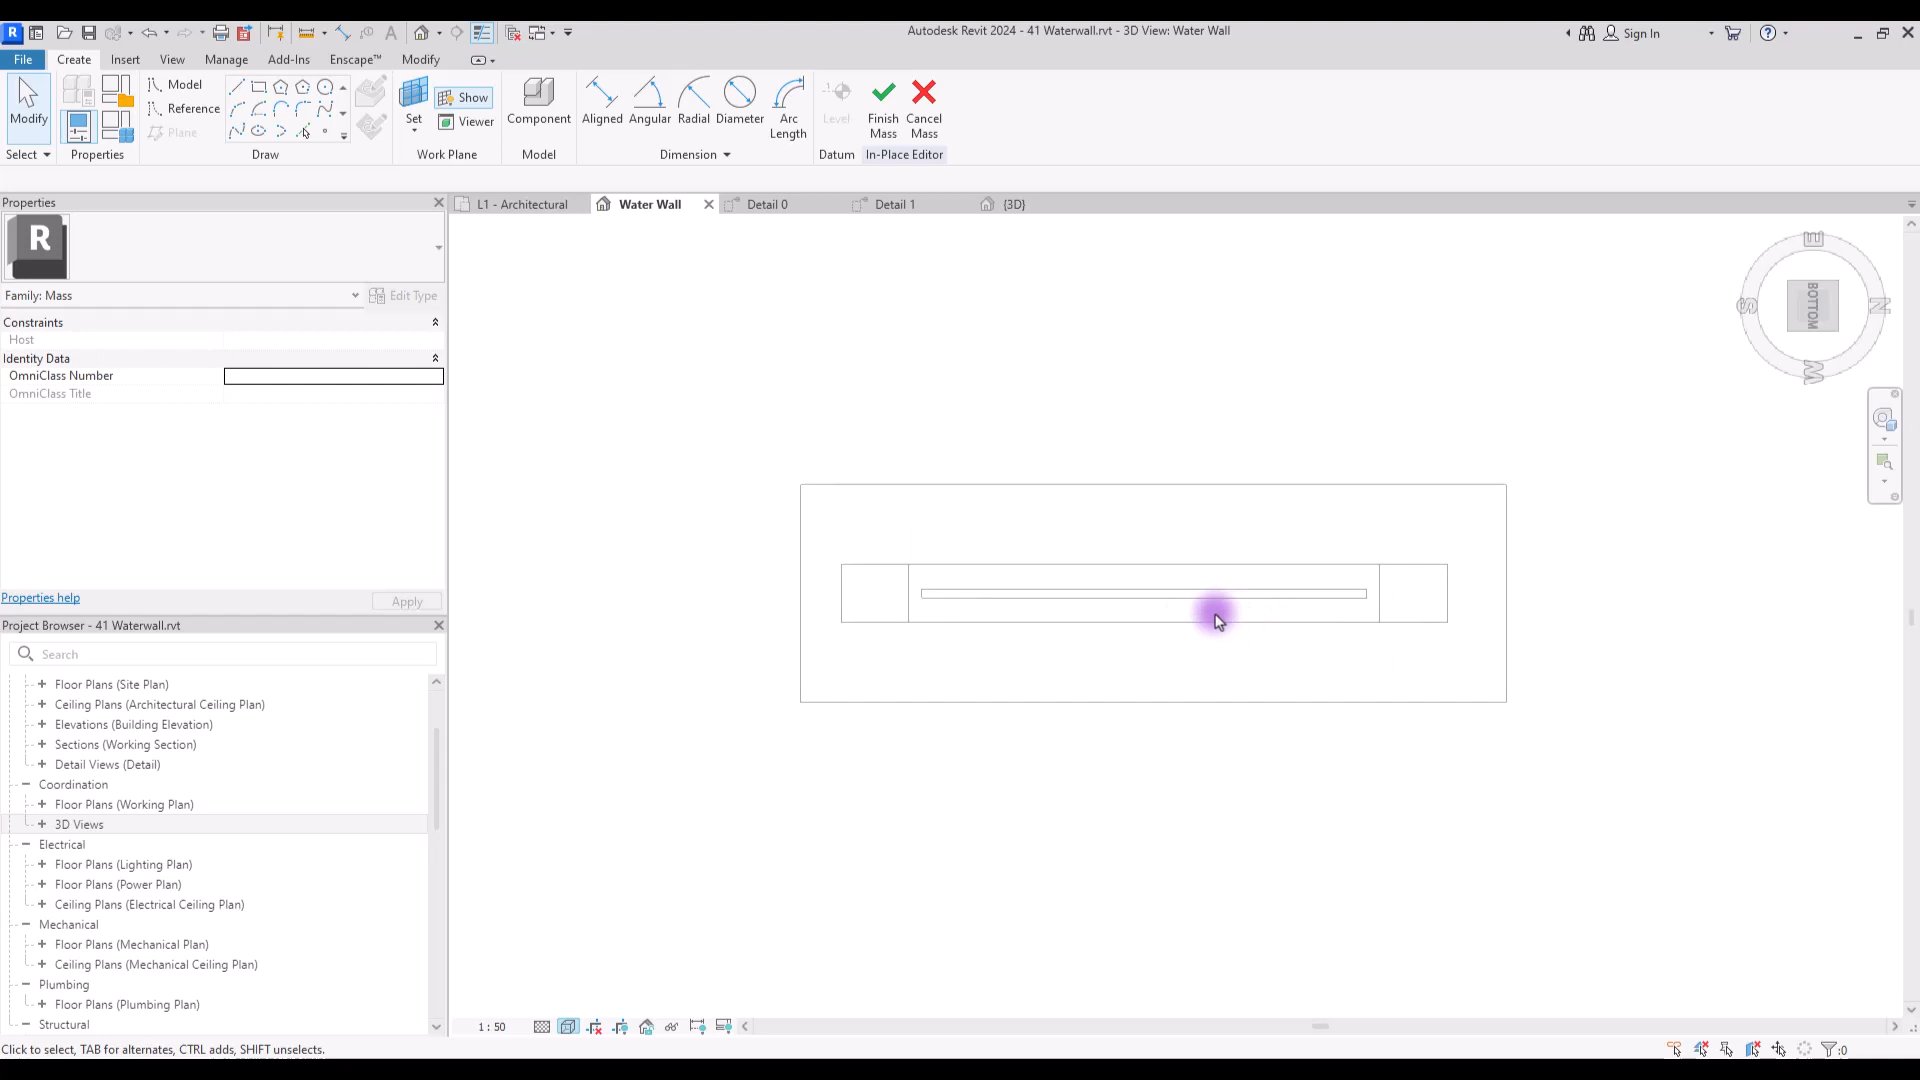 Autodesk Revit 2024 - 41 Waterwall.rvt - 3D View: Water Wall
Sign In
File Create Insert View Manage Add-Ins Enscape™ Modify
Modify
Select
Properties
Model
Reference
Plane
Draw
Set
Show
Viewer
Work Plane
Component
Model
Aligned Angular Radial Diameter Arc Length
Dimension
Level
Datum
Finish Mass
Cancel Mass
In-Place Editor
L1 - Architectural Water Wall Detail 0 Detail 1 {3D}
Properties
R
Family: Mass Edit Type
Constraints
Host
Identity Data
OmniClass Number
OmniClass Title
Properties help Apply
Project Browser - 41 Waterwall.rvt
Search
Floor Plans (Site Plan)
Ceiling Plans (Architectural Ceiling Plan)
Elevations (Building Elevation)
Sections (Working Section)
Detail Views (Detail)
Coordination
Floor Plans (Working Plan)
3D Views
Electrical
Floor Plans (Lighting Plan)
Floor Plans (Power Plan)
Ceiling Plans (Electrical Ceiling Plan)
Mechanical
Floor Plans (Mechanical Plan)
Ceiling Plans (Mechanical Ceiling Plan)
Plumbing
Floor Plans (Plumbing Plan)
Structural
E
S
BOTTOM
N
W
1 : 50
Click to select, TAB for alternates, CTRL adds, SHIFT unselects.
:0